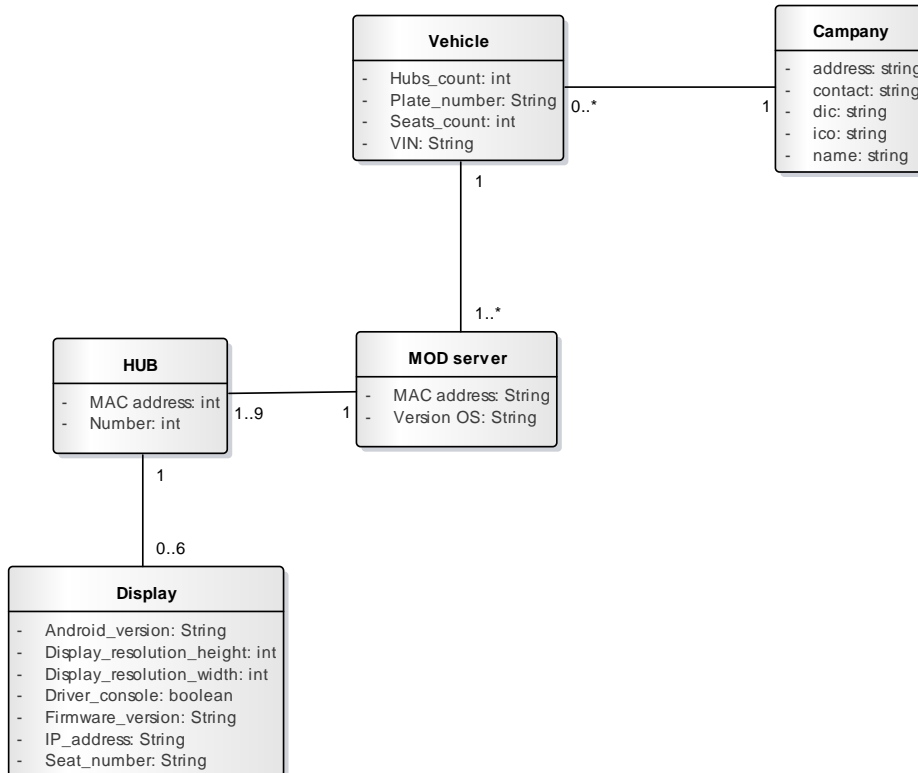 Vehicle
- Hubs_count: int
- Plate_number: String
- Seats_count: int
- VIN: String
Campany
- address: string
- contact: string
- dic: string
- ico: string
- name: string
0..*
1
1
1..*
MOD server
- MAC address: String
- Version OS: String
HUB
- MAC address: int
- Number: int
1..9
1
1
0..6
Display
- Android_version: String
- Display_resolution_height: int
- Display_resolution_width: int
- Driver_console: boolean
- Firmware_version: String
- IP_address: String
- Seat_number: String